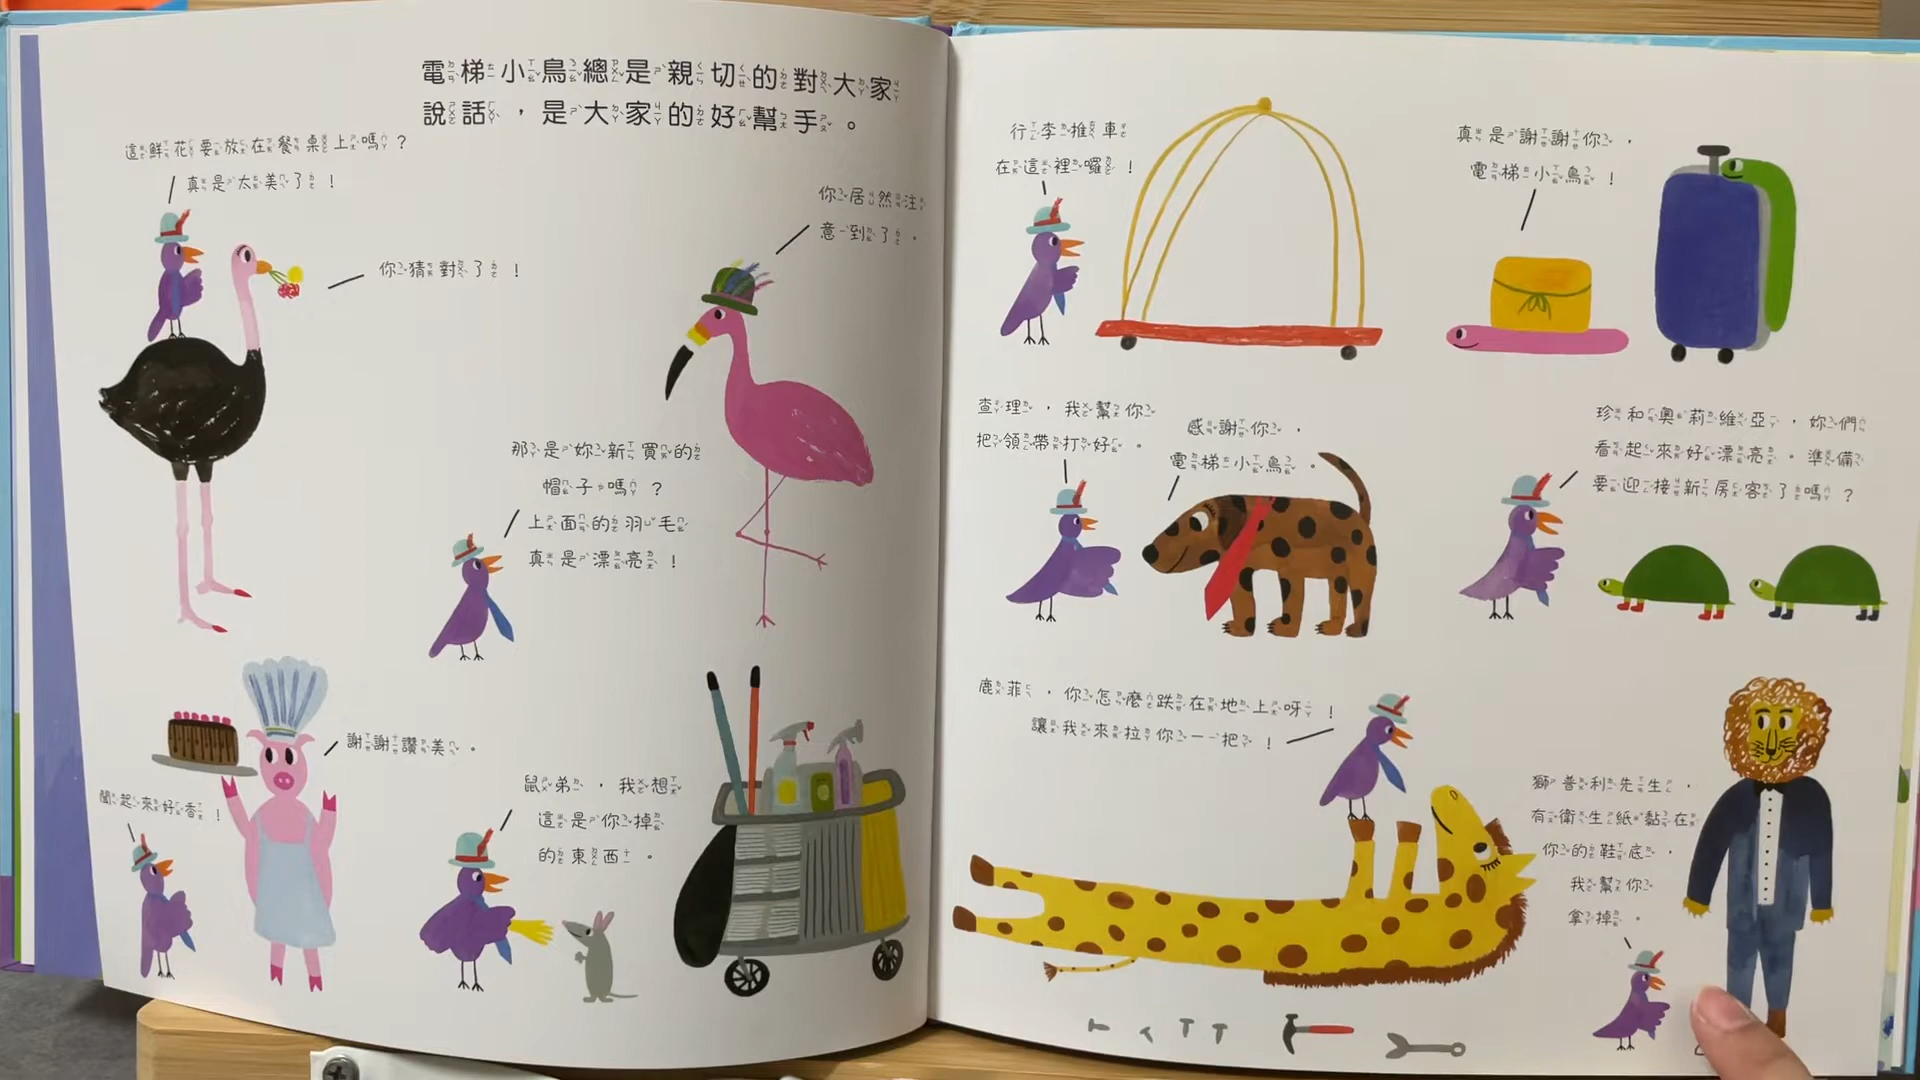 電梯小鳥總是親切的對大家
說話，是大家的好幫手。
這鮮花要放在餐桌上嗎？
真是太美了！
你猜對了！
你居然注
意到了。
那是妳新買的
帽子嗎？
上面的羽毛
真是漂亮！
謝謝讚美。
聞起來好香！
鼠弟，我想
這是你掉
的東西。
行李推車
在這裡囉！
真是謝謝你，
電梯小鳥！
查理，我幫你
把領帶打好。
感謝你，
電梯小鳥。
珍和奧莉維亞，妳們
看起來好漂亮。準備
要迎接新房客了嗎？
鹿菲，你怎麼跌在地上呀！
讓我來拉你一把！
獅普利先生，
有衛生紙黏在
你的鞋底，
我幫你
拿掉。